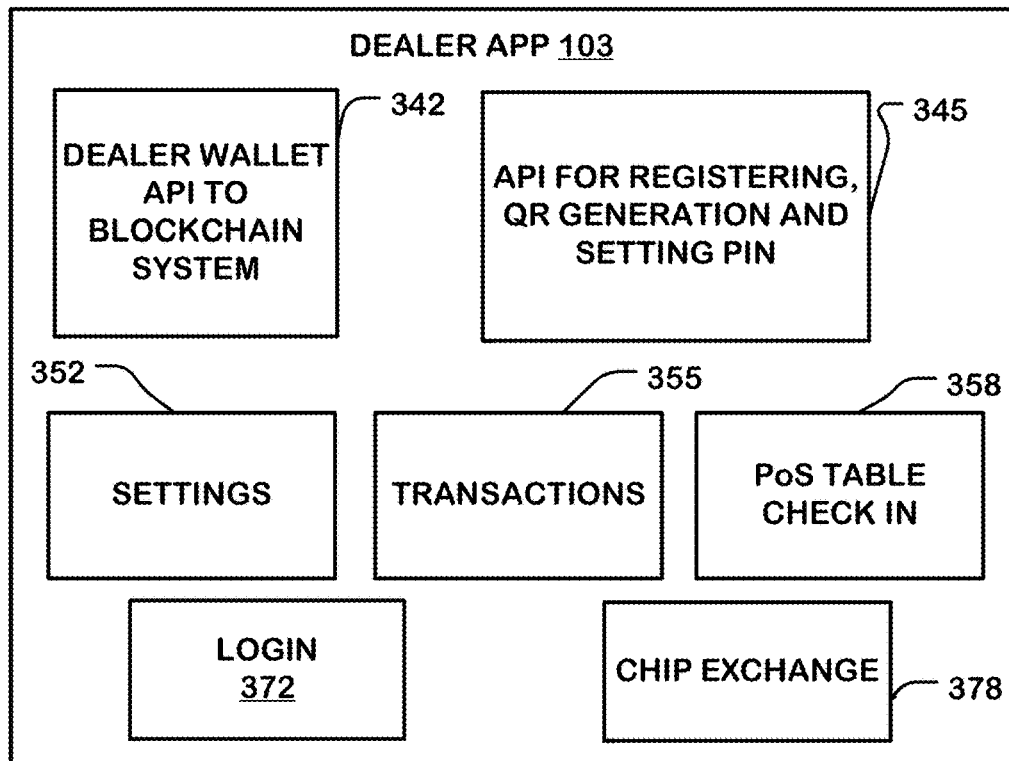 DEALER APP 103
342
345
DEALER WALLET
API TO
BLOCKCHAIN
SYSTEM
API FOR REGISTERING,
QR GENERATION AND
SETTING PIN
352
355
358
SETTINGS
TRANSACTIONS
PoS TABLE
CHECK IN
LOGIN
372
CHIP EXCHANGE
378